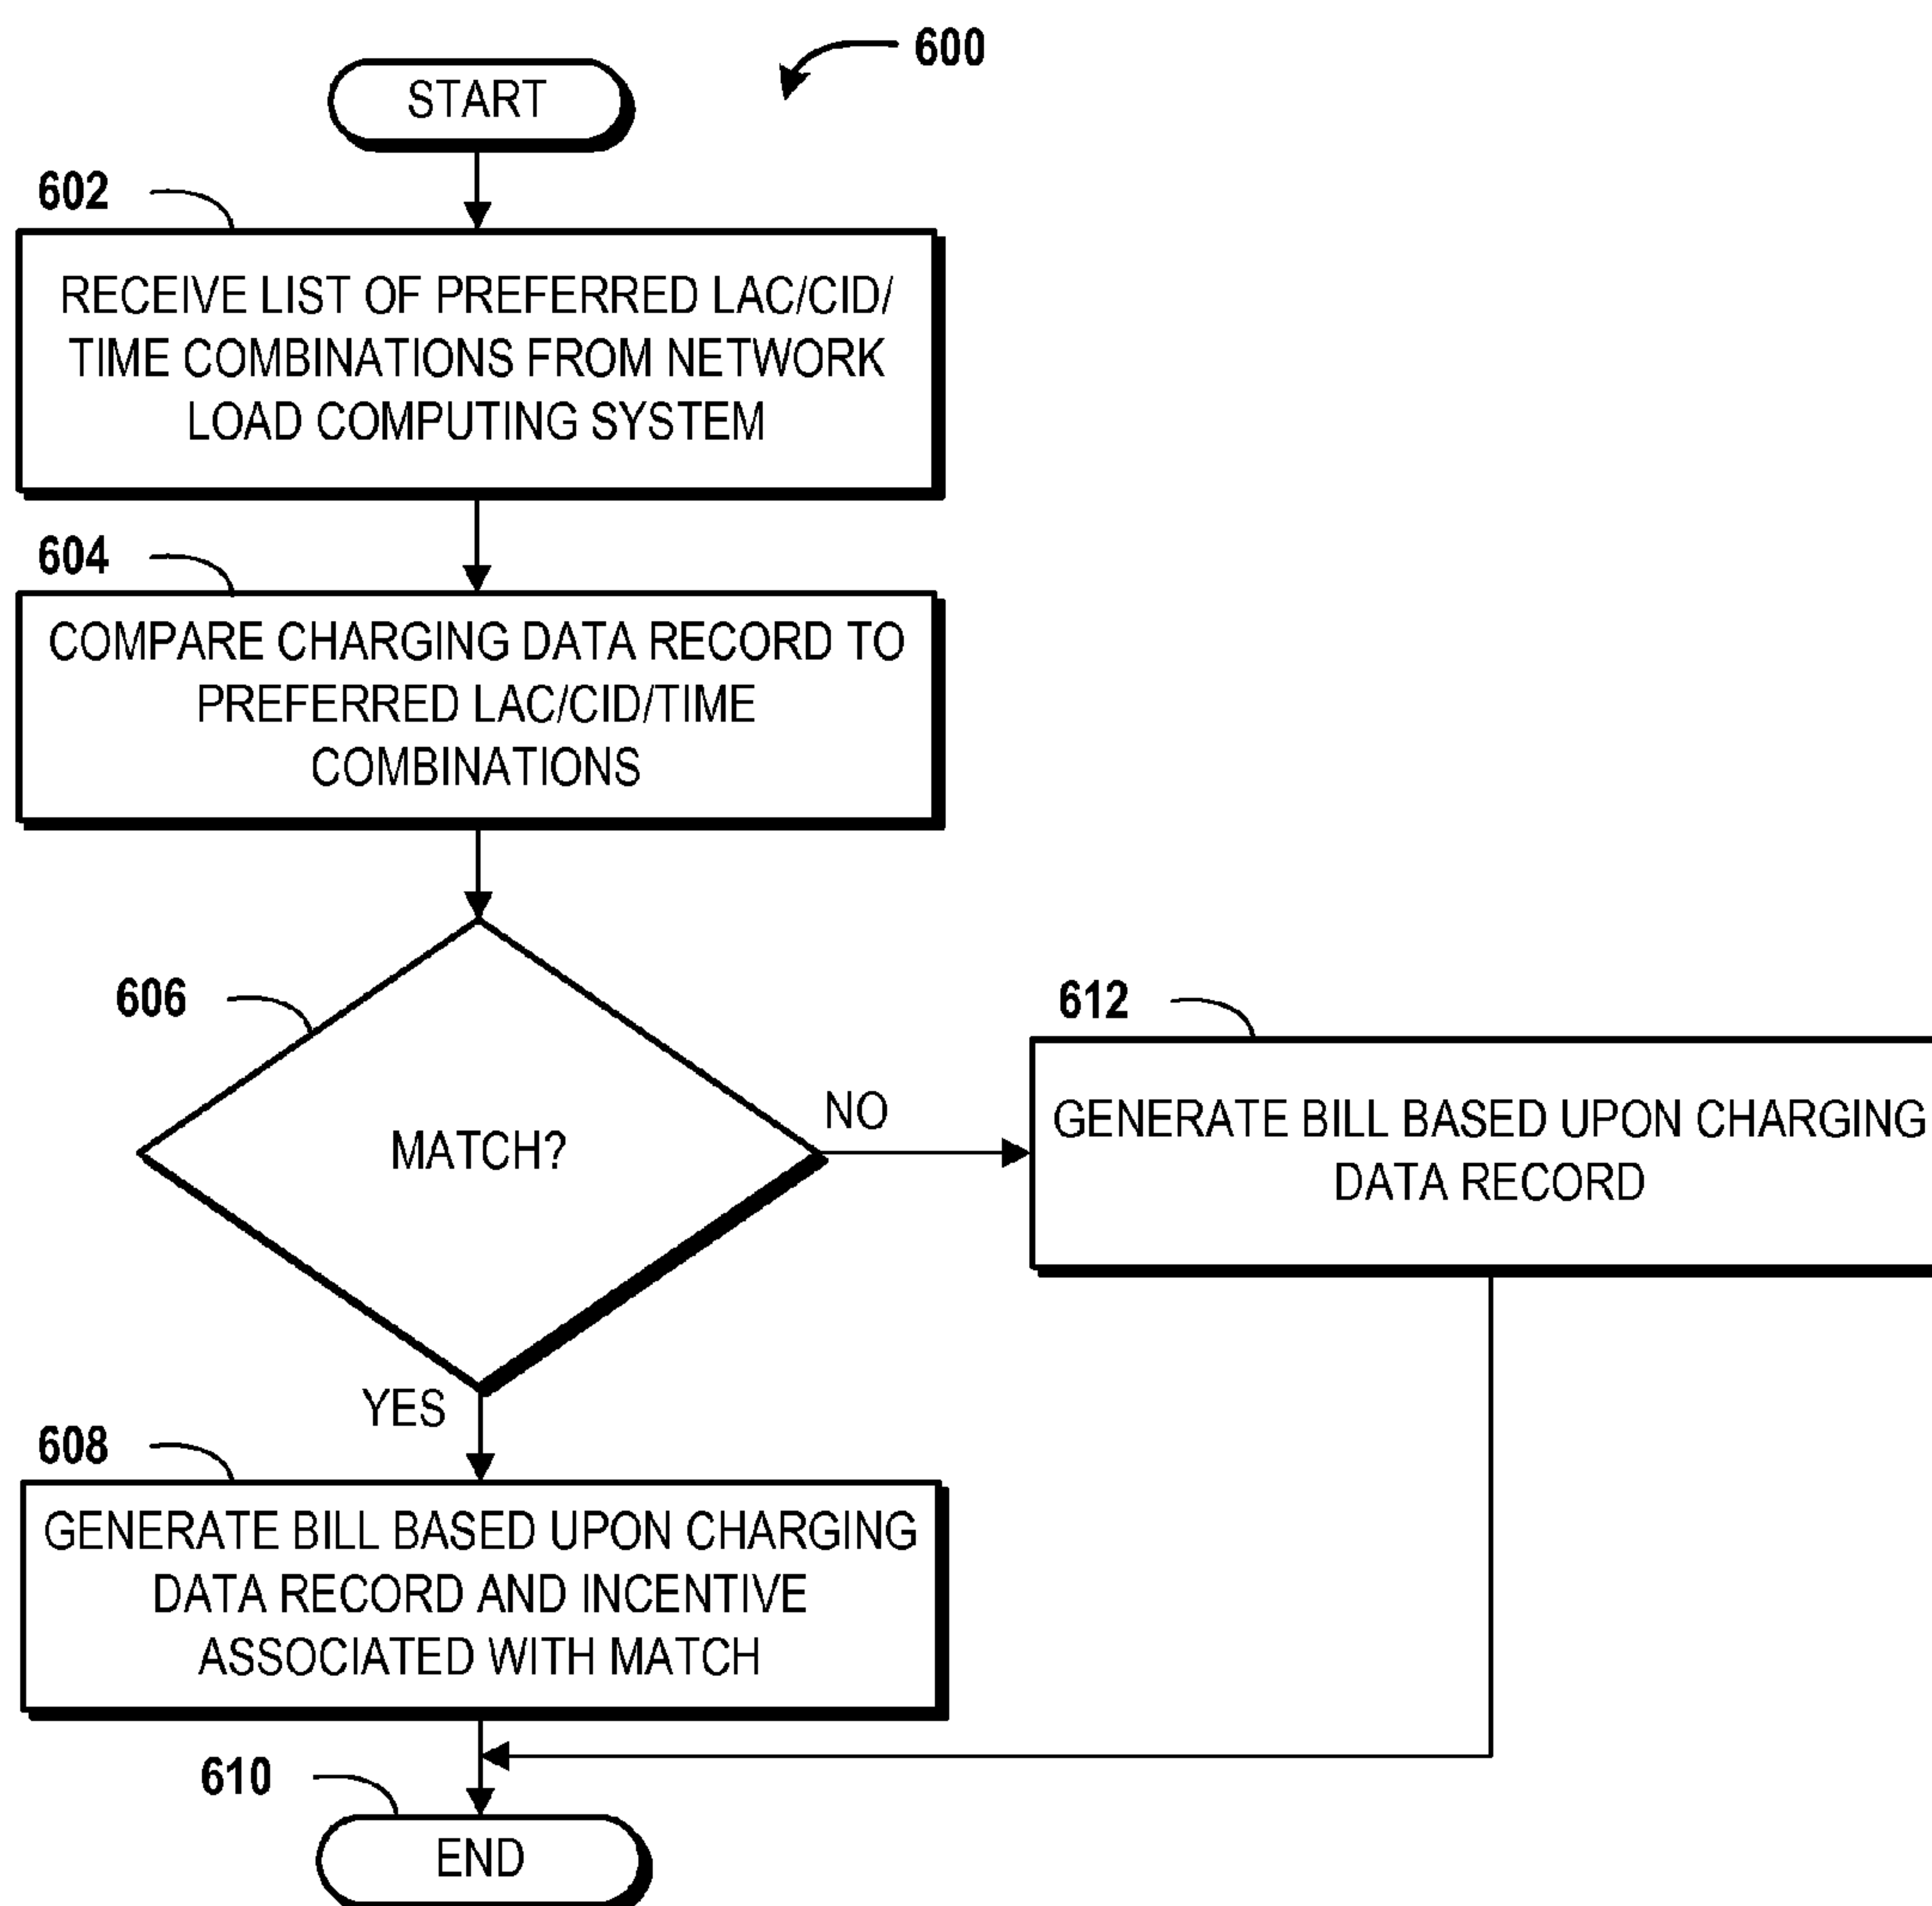 600
START
602
RECEIVE LIST OF PREFERRED LAC/CID/
TIME COMBINATIONS FROM NETWORK
LOAD COMPUTING SYSTEM
604
COMPARE CHARGING DATA RECORD TO
PREFERRED LAC/CID/TIME
COMBINATIONS
606
MATCH?
NO
612
GENERATE BILL BASED UPON CHARGING
DATA RECORD
YES
608
GENERATE BILL BASED UPON CHARGING
DATA RECORD AND INCENTIVE
ASSOCIATED WITH MATCH
610
END